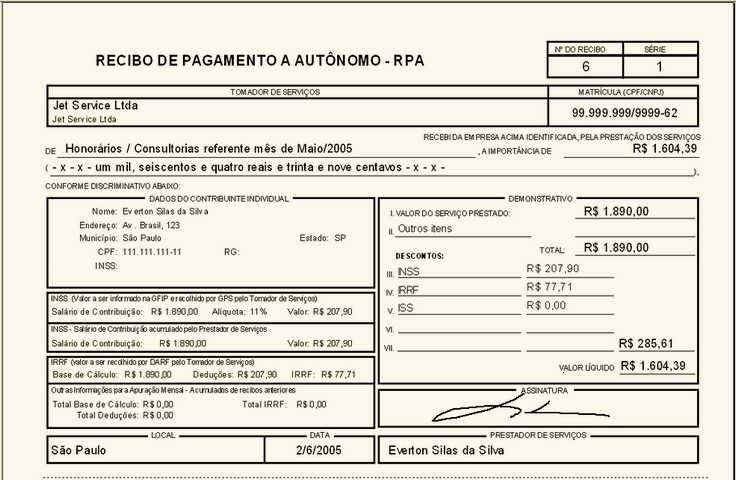 RECIBO DE PAGAMENTO A AUTÔNOMO - RPA
Nº DO RECIBO SÉRIE
6 1
TOMADOR DE SERVIÇOS MATRÍCULA (CPF/CNPJ)
Jet Service Ltda
Jet Service Ltda
99.999.999/9999-62
RECEBI DA EMPRESA ACIMA IDENTIFICADA, PELA PRESTAÇÃO DOS SERVIÇOS
DE Honorários / Consultorias referente mês de Maio/2005 , A IMPORTÂNCIA DE R$ 1.604,39
( - x - x - um mil, seiscentos e quatro reais e trinta e nove centavos - x - x - ),
CONFORME DISCRIMINATIVO ABAIXO:
DADOS DO CONTRIBUINTE INDIVIDUAL
Nome: Everton Silas da Silva
Endereço: Av. Brasil, 123
Município: São Paulo Estado: SP
CPF: 111.111.111-11 RG:
INSS:
INSS (Valor a ser informado na GFIP e recolhido por GPS pelo Tomador de Serviços)
Salário de Contribuição: R$ 1.890,00 Alíquota: 11% Valor: R$ 207,90
INSS - Salário de Contribuição acumulado pelo Prestador de Serviços
Salário de Contribuição: R$ 1.890,00 Valor: R$ 207,90
IRRF (valor a ser recolhido por DARF pelo Tomador de Serviços)
Base de Cálculo: R$ 1.890,00 Deduções: R$ 207,90 IRRF: R$ 77,71
Outras Informações para Apuração Mensal - Acumulados de recibos anteriores
Total Base de Cálculo: R$ 0,00 Total IRRF: R$ 0,00
Total Deduções: R$ 0,00
DEMONSTRATIVO
I. VALOR DO SERVIÇO PRESTADO: R$ 1.890,00
II. Outros itens
TOTAL: R$ 1.890,00
DESCONTOS:
III. INSS R$ 207,90
IV. IRRF R$ 77,71
V. ISS R$ 0,00
VI.
VII. R$ 285,61
VALOR LÍQUIDO R$ 1.604,39
ASSINATURA
LOCAL DATA PRESTADOR DE SERVIÇOS
São Paulo 2/6/2005 Everton Silas da Silva